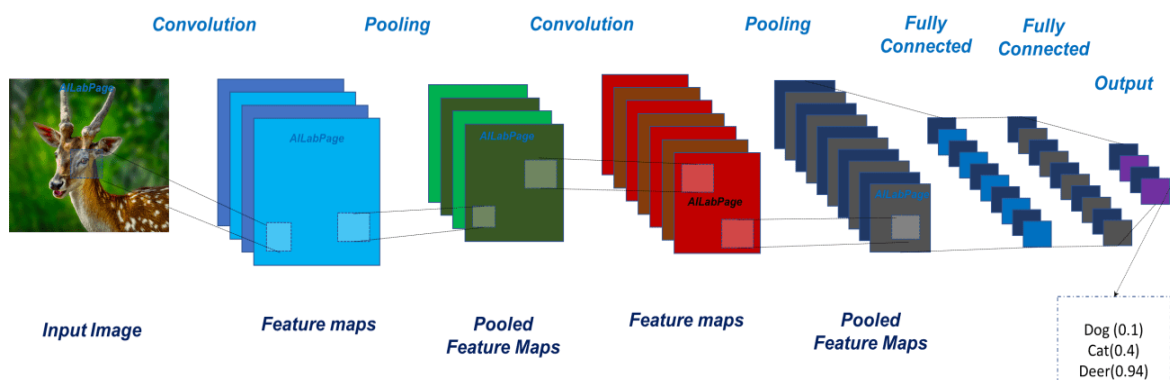 Convolution
Pooling
Convolution
Pooling
Fully
Connected
Fully
Connected
Output
AILabPage
AILabPage
AILabPage
AILabPage
AILabPage
Input Image
Feature maps
Pooled
Feature Maps
Feature maps
Pooled
Feature Maps
Dog (0.1)
Cat(0.4)
Deer(0.94)